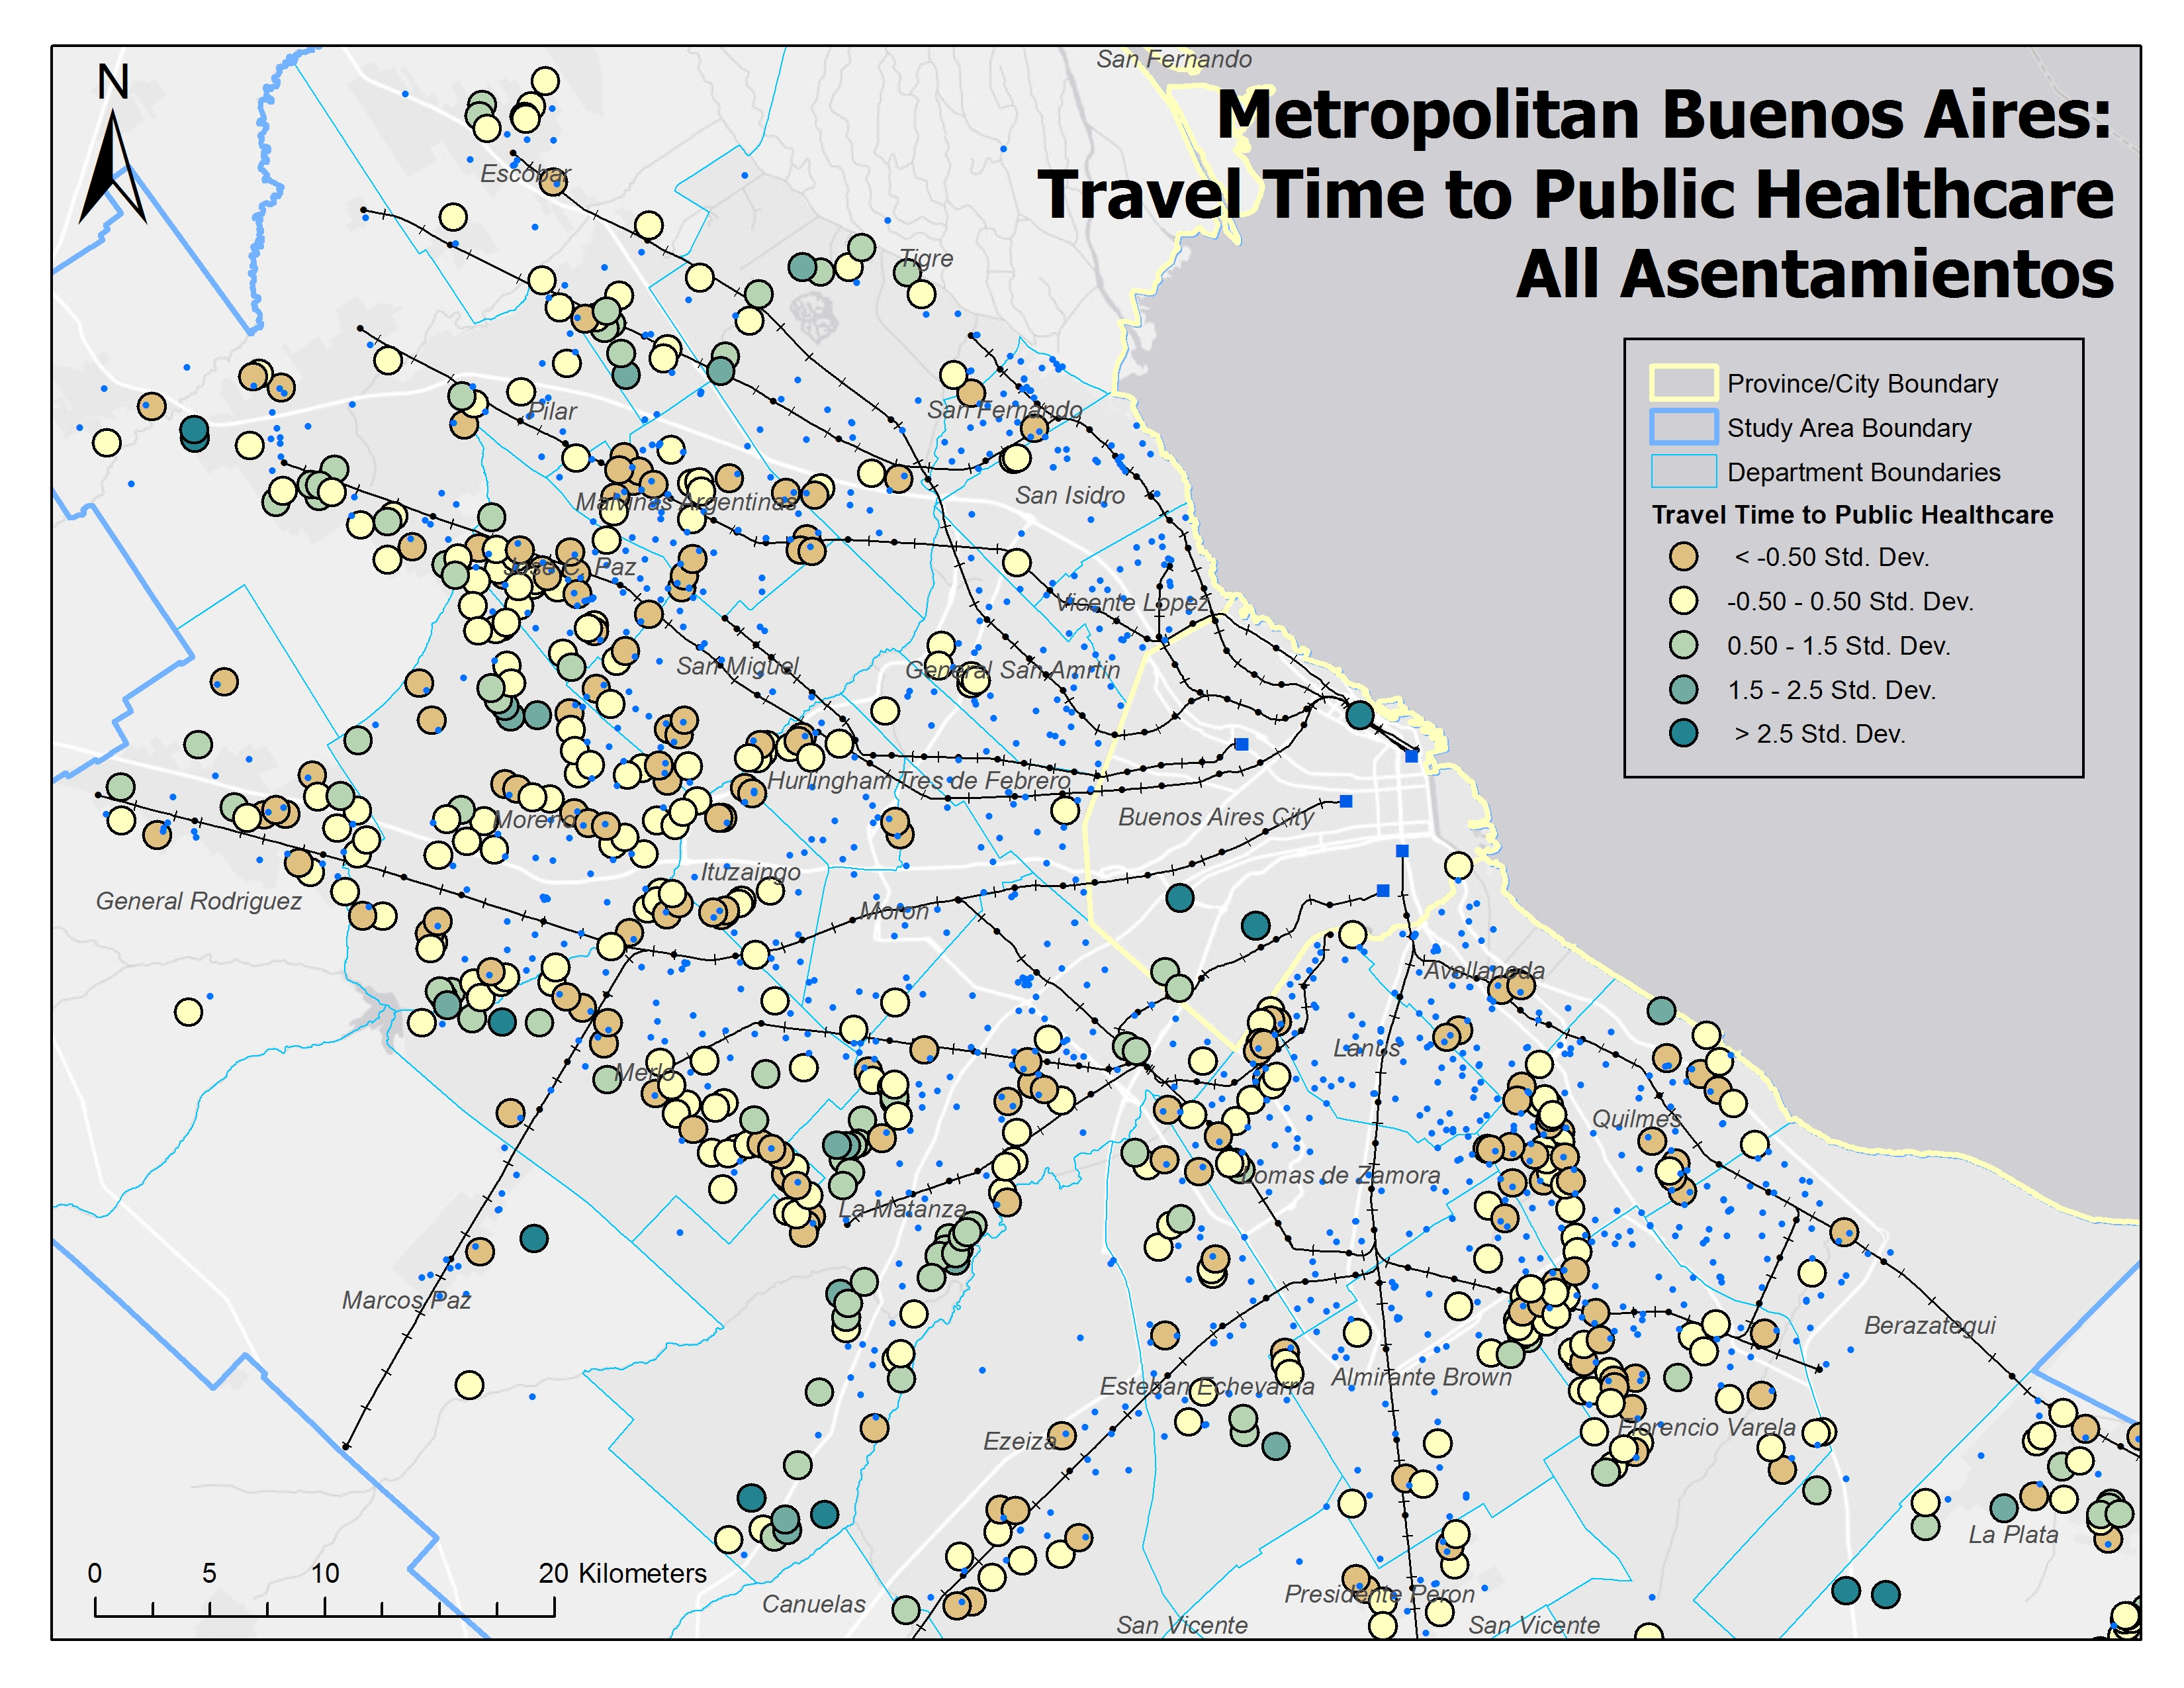 San Fernando
N
Metropolitan Buenos Aires:
Travel Time to Public Healthcare
All Asentamientos
Escobar
Tigre
Province/City Boundary
Study Area Boundary
Department Boundaries
Travel Time to Public Healthcare
< -0.50 Std. Dev.
-0.50 - 0.50 Std. Dev.
0.50 - 1.5 Std. Dev.
1.5 - 2.5 Std. Dev.
> 2.5 Std. Dev.
Pilar
San Fernando
San Isidro
Malvinas Argentinas
Jose C. Paz
Vicente Lopez
San Miguel
General San Amrtin
Hurlingham
Tres de Febrero
Buenos Aires City
Moreno
Ituzaingo
General Rodriguez
Moron
Avellaneda
Lanus
Merlo
Quilmes
Lomas de Zamora
La Matanza
Marcos Paz
Berazategui
Esteban Echevarria
Almirante Brown
Florencio Varela
Ezeiza
La Plata
0 5 10 20 Kilometers
Canuelas
Presidente Peron
San Vicente
San Vicente